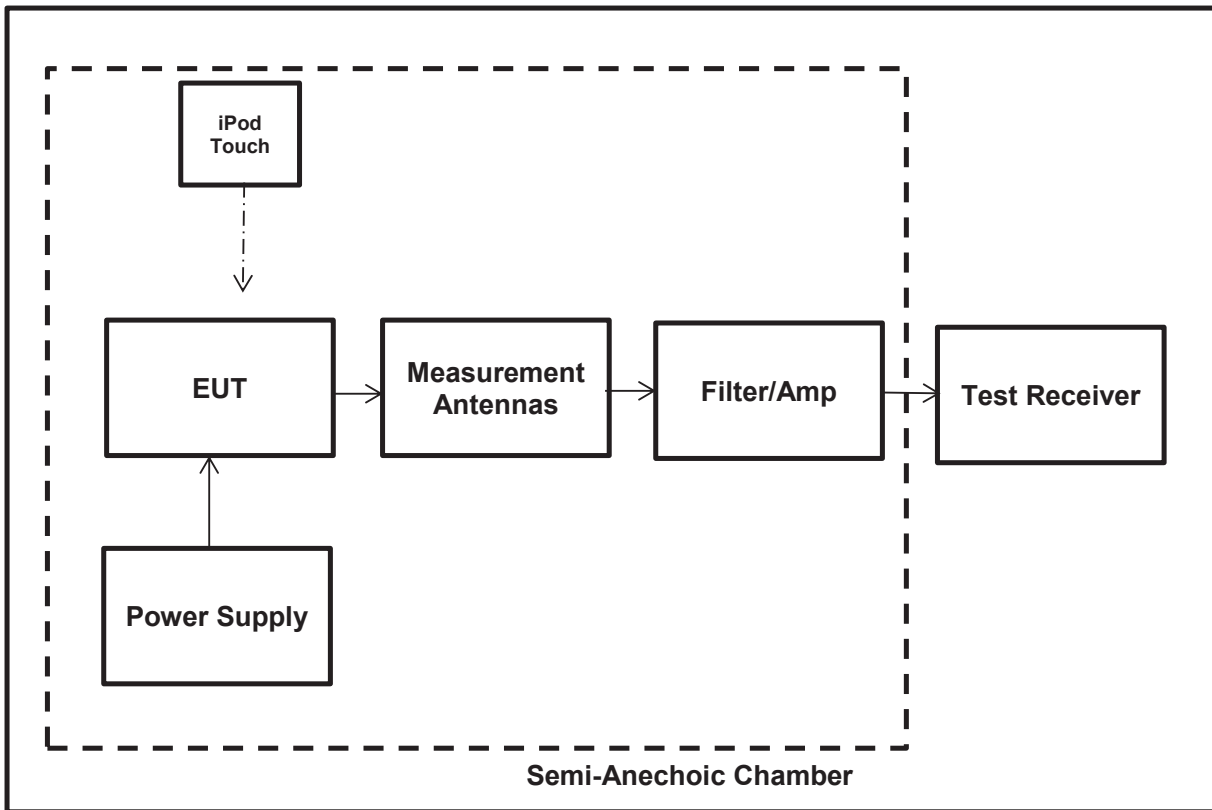 iPod
Touch
EUT
Measurement
Antennas
Filter/Amp
Test Receiver
Power Supply
Semi-Anechoic Chamber